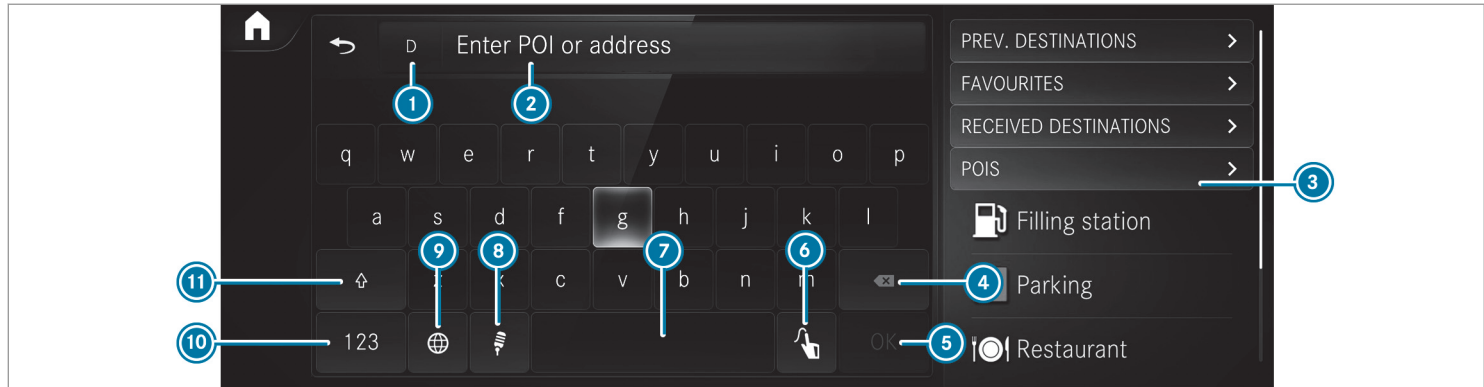 D Enter POI or address
1 2
q w e r t y u i o p
a s d f g h j k l
9 8 7 6
11 z x c v b n m 4
10 123 OK 5
PREV. DESTINATIONS
FAVOURITES
RECEIVED DESTINATIONS
POIS
3
Filling station
Parking
Restaurant